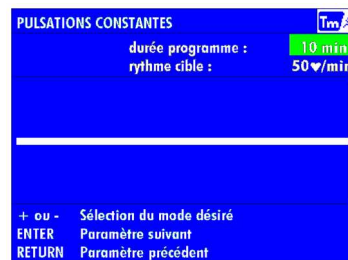 PULSATIONS CONSTANTES Tm
durée programme : 10 min
rythme cible : 50♥/min
+ ou - Sélection du mode désiré
ENTER Paramètre suivant
RETURN Paramètre précédent